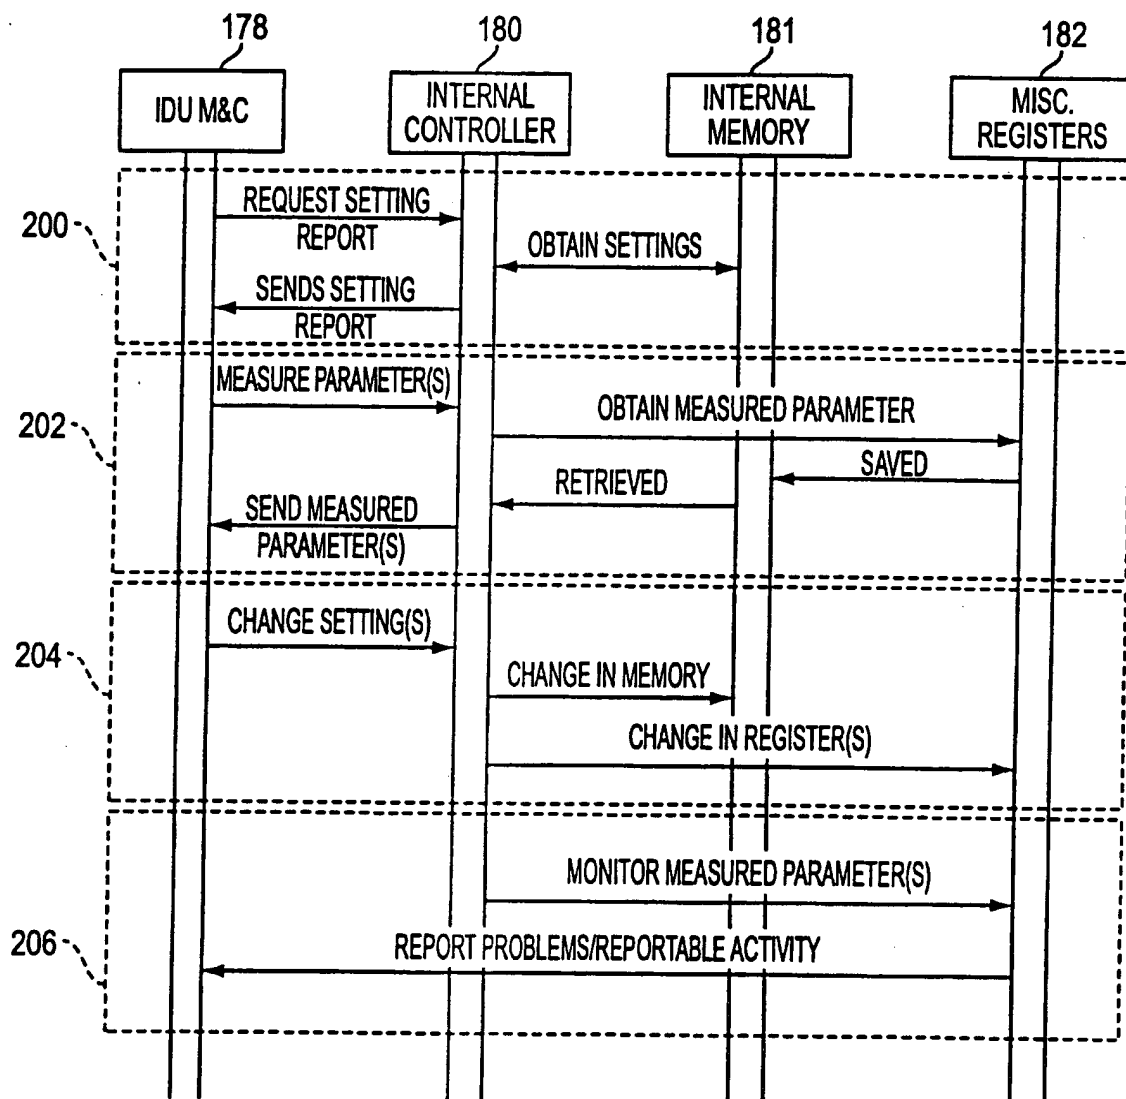 178
180
181
182
IDU M&C
INTERNAL
CONTROLLER
INTERNAL
MEMORY
MISC.
REGISTERS
200
REQUEST SETTING
REPORT
OBTAIN SETTINGS
SENDS SETTING
REPORT
202
MEASURE PARAMETER(S)
OBTAIN MEASURED PARAMETER
SAVED
RETRIEVED
SEND MEASURED
PARAMETER(S)
204
CHANGE SETTING(S)
CHANGE IN MEMORY
CHANGE IN REGISTER(S)
206
MONITOR MEASURED PARAMETER(S)
REPORT PROBLEMS/REPORTABLE ACTIVITY